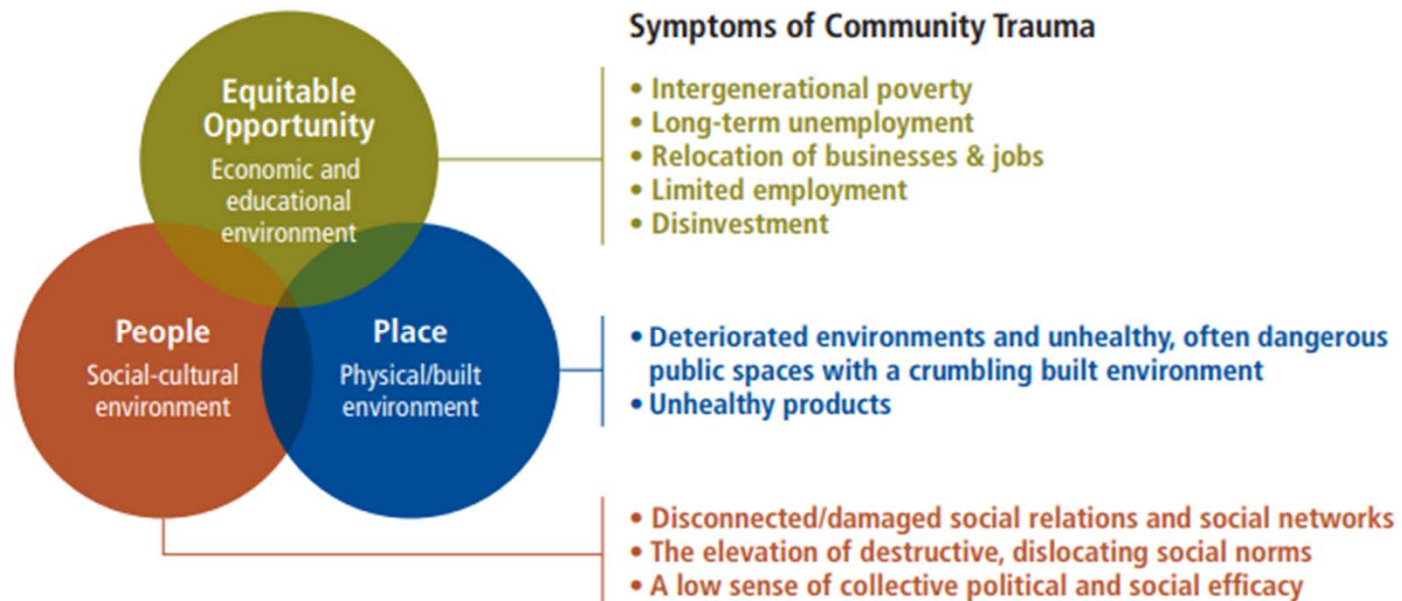 Symptoms of Community Trauma
Equitable
Opportunity
Economic and
educational
environment
• Intergenerational poverty
• Long-term unemployment
• Relocation of businesses & jobs
• Limited employment
• Disinvestment
People
Social-cultural
environment
Place
Physical/built
environment
• Deteriorated environments and unhealthy, often dangerous
public spaces with a crumbling built environment
• Unhealthy products
• Disconnected/damaged social relations and social networks
• The elevation of destructive, dislocating social norms
• A low sense of collective political and social efficacy